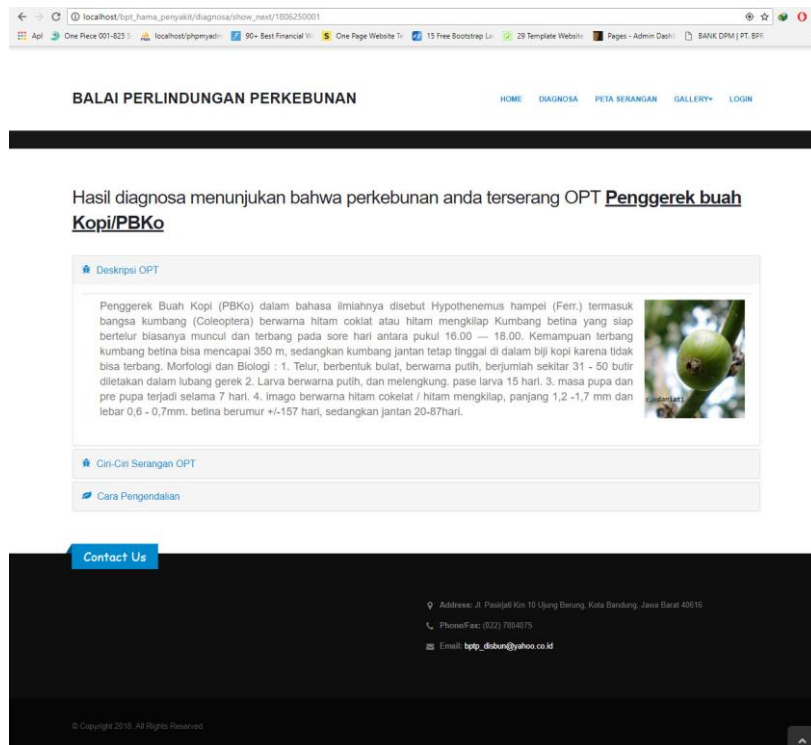 localhost/bpt_hama_penyakit/diagnosa/show_next/1806250001
Apl One Piece 001-825 S localhost/phpmyadm 90+ Best Financial W One Page Website Te 15 Free Bootstrap La 29 Template Website Pages - Admin Dash BANK DPM | PT. BPR
BALAI PERLINDUNGAN PERKEBUNAN
HOME DIAGNOSA PETA SERANGAN GALLERY LOGIN
Hasil diagnosa menunjukan bahwa perkebunan anda terserang OPT Penggerek buah
Kopi/PBKo
Deskripsi OPT
Penggerek Buah Kopi (PBKo) dalam bahasa ilmiahnya disebut Hypothenemus hampei (Ferr.) termasuk
bangsa kumbang (Coleoptera) berwarna hitam coklat atau hitam mengkilap Kumbang betina yang siap
bertelur biasanya muncul dan terbang pada sore hari antara pukul 16.00 — 18.00. Kemampuan terbang
kumbang betina bisa mencapai 350 m, sedangkan kumbang jantan tetap tinggal di dalam biji kopi karena tidak
bisa terbang. Morfologi dan Biologi : 1. Telur, berbentuk bulat, berwarna putih, berjumlah sekitar 31 - 50 butir
diletakan dalam lubang gerek 2. Larva berwarna putih, dan melengkung. pase larva 15 hari. 3. masa pupa dan
pre pupa terjadi selama 7 hari. 4. imago berwarna hitam cokelat / hitam mengkilap, panjang 1,2 -1,7 mm dan
lebar 0,6 - 0,7mm. betina berumur +/-157 hari, sedangkan jantan 20-87hari.
Ciri-Ciri Serangan OPT
Cara Pengendalian
Contact Us
Address: Jl. Pasirjati Km 10 Ujung Berung, Kota Bandung, Jawa Barat 40616
Phone/Fax: (022) 7804075
Email: bptp_disbun@yahoo.co.id
© Copyright 2018. All Rights Reserved.